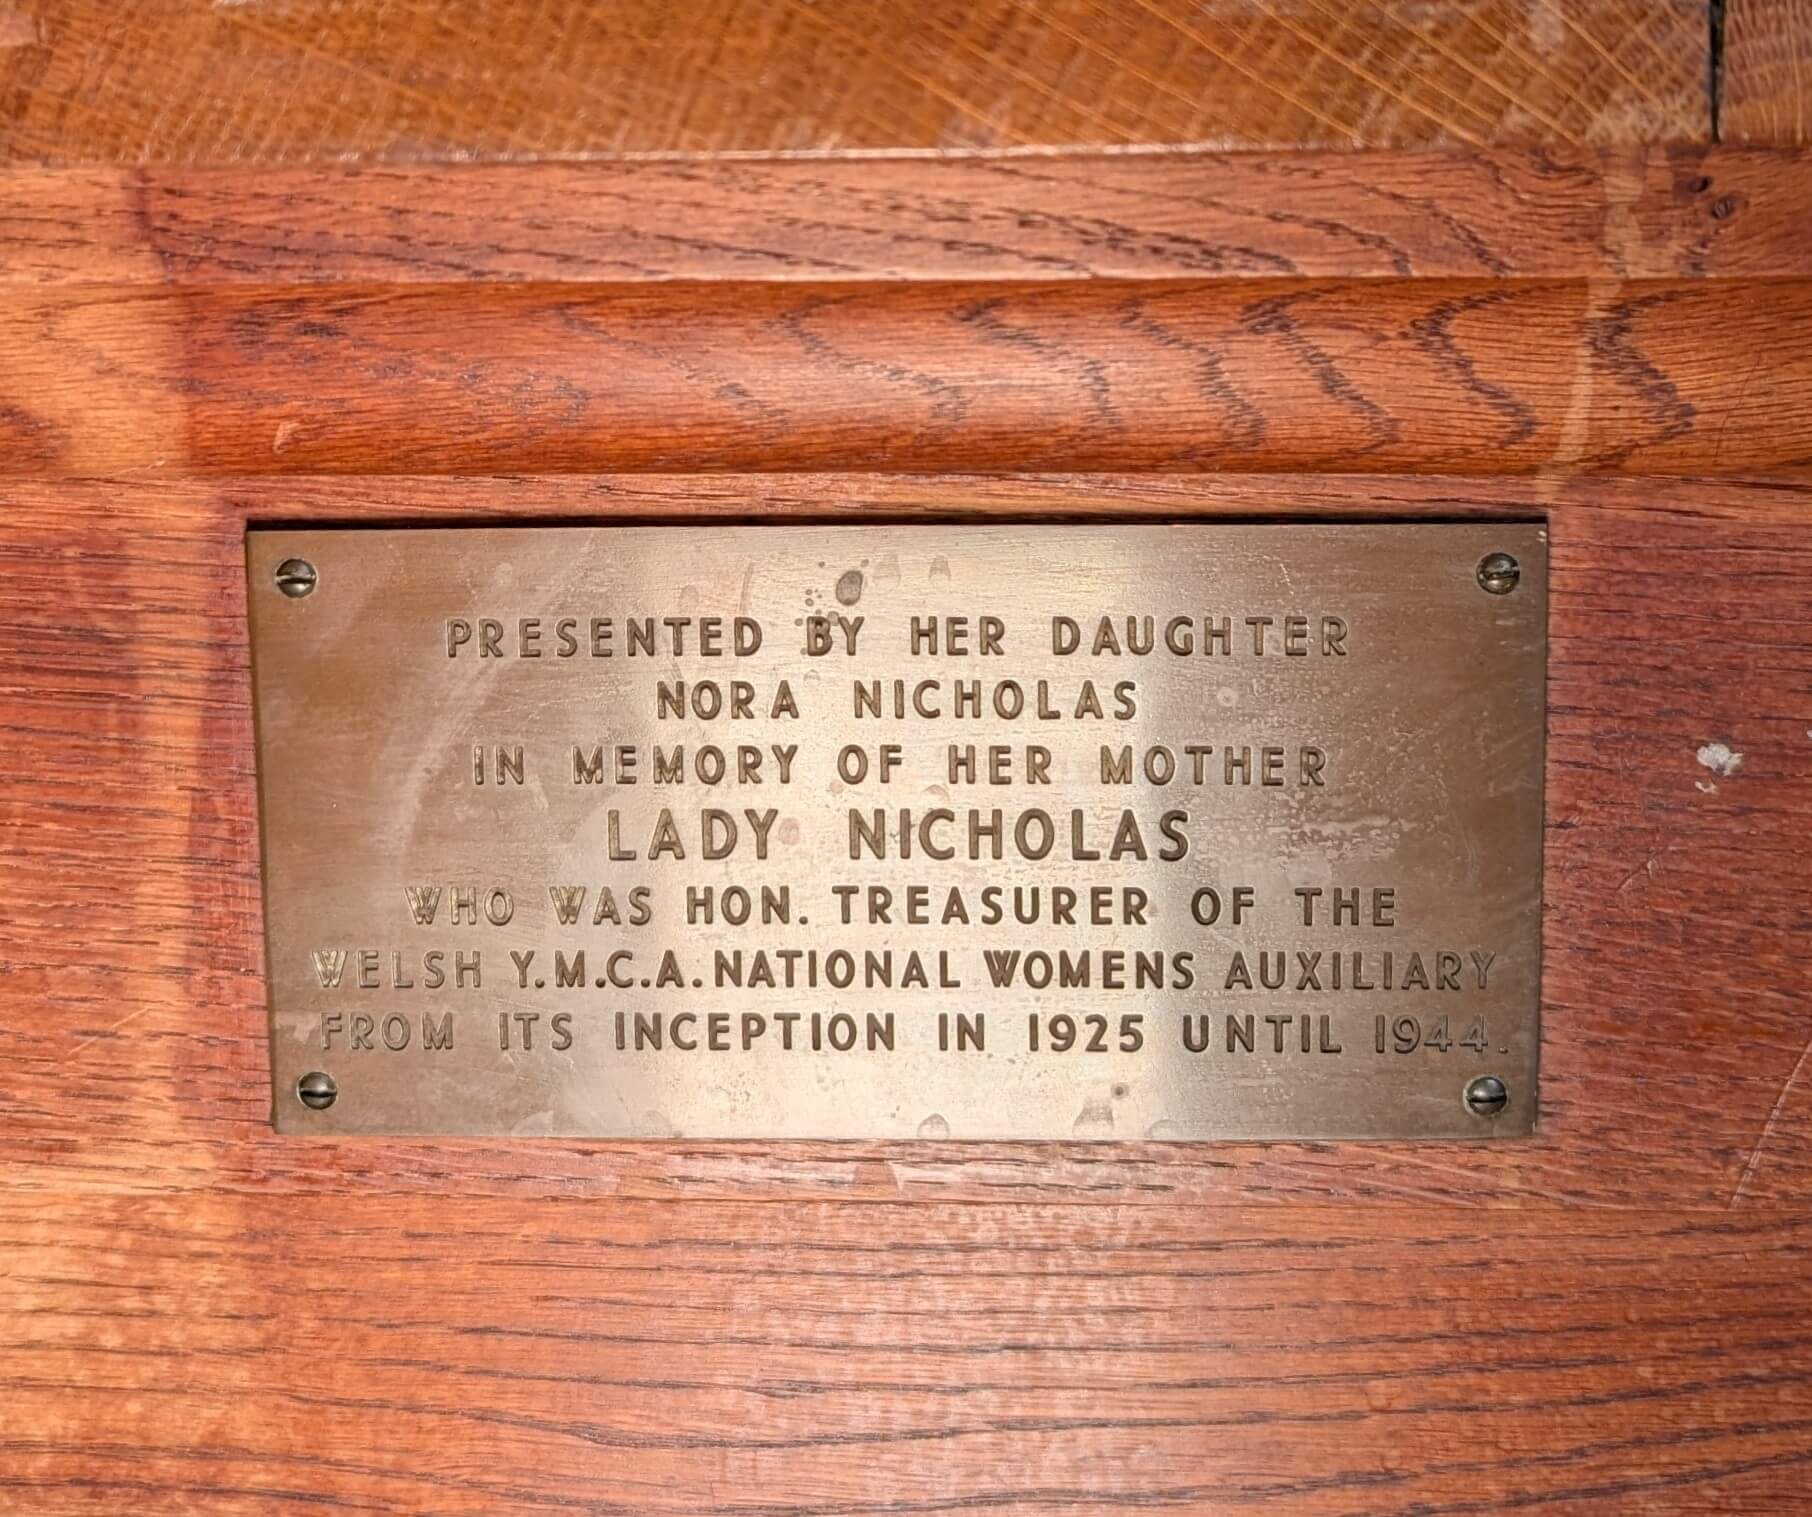 PRESENTED BY HER DAUGHTER
NORA NICHOLAS
IN MEMORY OF HER MOTHER
LADY NICHOLAS
WHO WAS HON. TREASURER OF THE
WELSH Y.M.C.A. NATIONAL WOMENS AUXILIARY
FROM ITS INCEPTION IN 1925 UNTIL 1944.